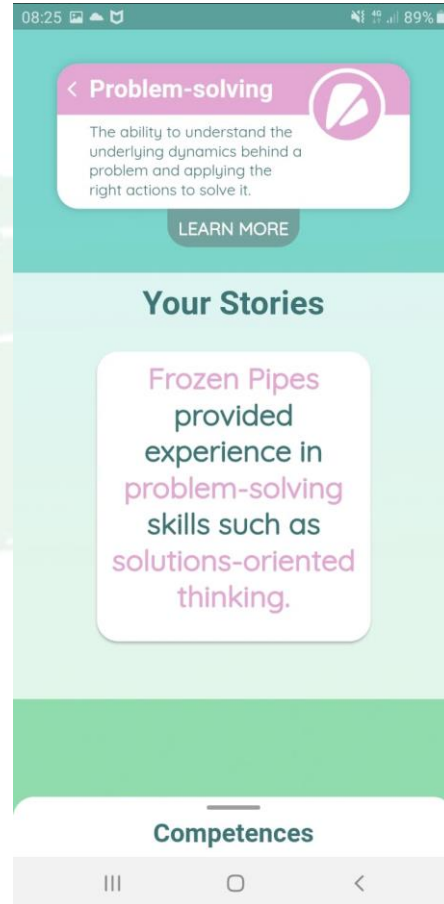 08:25
4G
89%
Problem-solving
The ability to understand the
underlying dynamics behind a
problem and applying the
right actions to solve it.
LEARN MORE
Your Stories
Frozen Pipes
provided
experience in
problem-solving
skills such as
solutions-oriented
thinking.
Competences